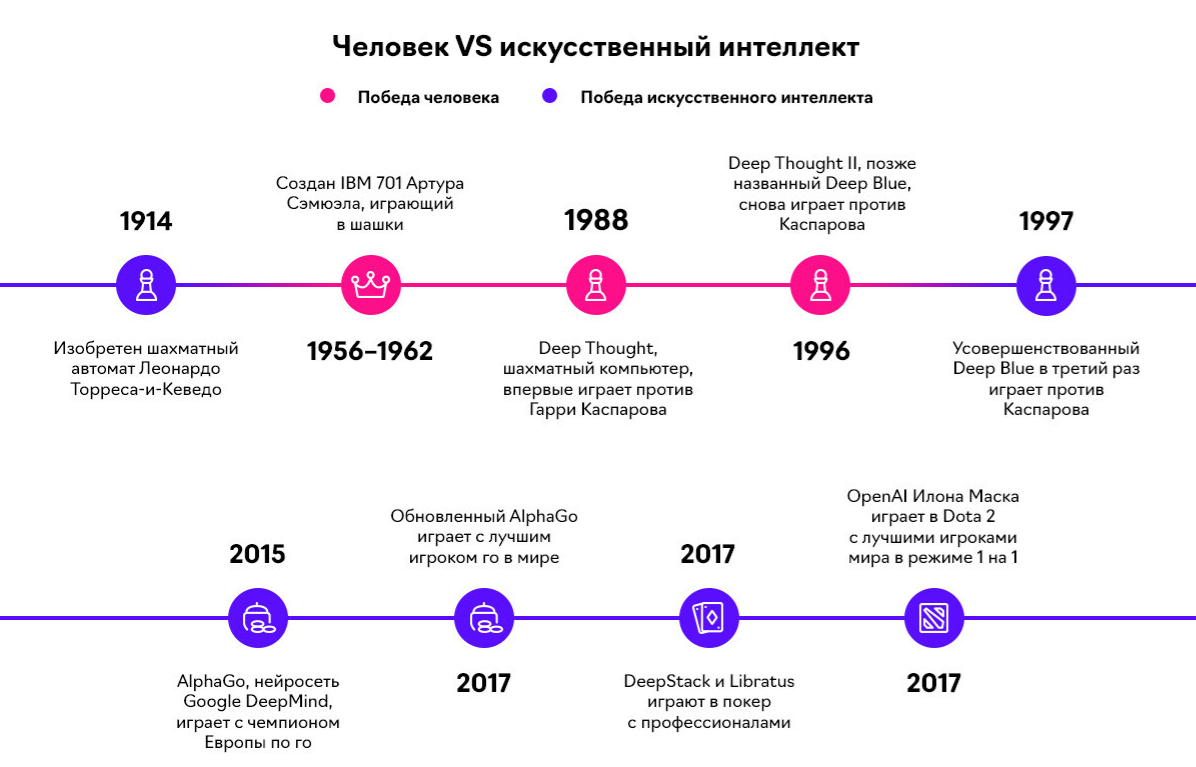 Человек VS искусственный интеллект
Победа человека
Победа искусственного интеллекта
1914
Изобретен шахматный
автомат Леонардо
Торреса-и-Кеведо
Создан IBM 701 Артура
Сэмюэла, играющий
в шашки
1956–1962
1988
Deep Thought,
шахматный компьютер,
впервые играет против
Гарри Каспарова
Deep Thought II, позже
названный Deep Blue,
снова играет против
Каспарова
1996
1997
Усовершенствованный
Deep Blue в третий раз
играет против
Каспарова
2015
AlphaGo, нейросеть
Google DeepMind,
играет с чемпионом
Европы по го
Обновленный AlphaGo
играет с лучшим
игроком го в мире
2017
2017
DeepStack и Libratus
играют в покер
с профессионалами
OpenAI Илона Маска
играет в Dota 2
с лучшими игроками
мира в режиме 1 на 1
2017